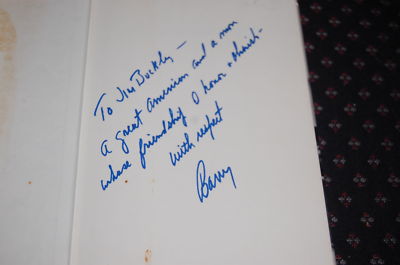 To Jim Buckley —
a great american and a man
whose friendship I honor & cherish -
with respect
Barry